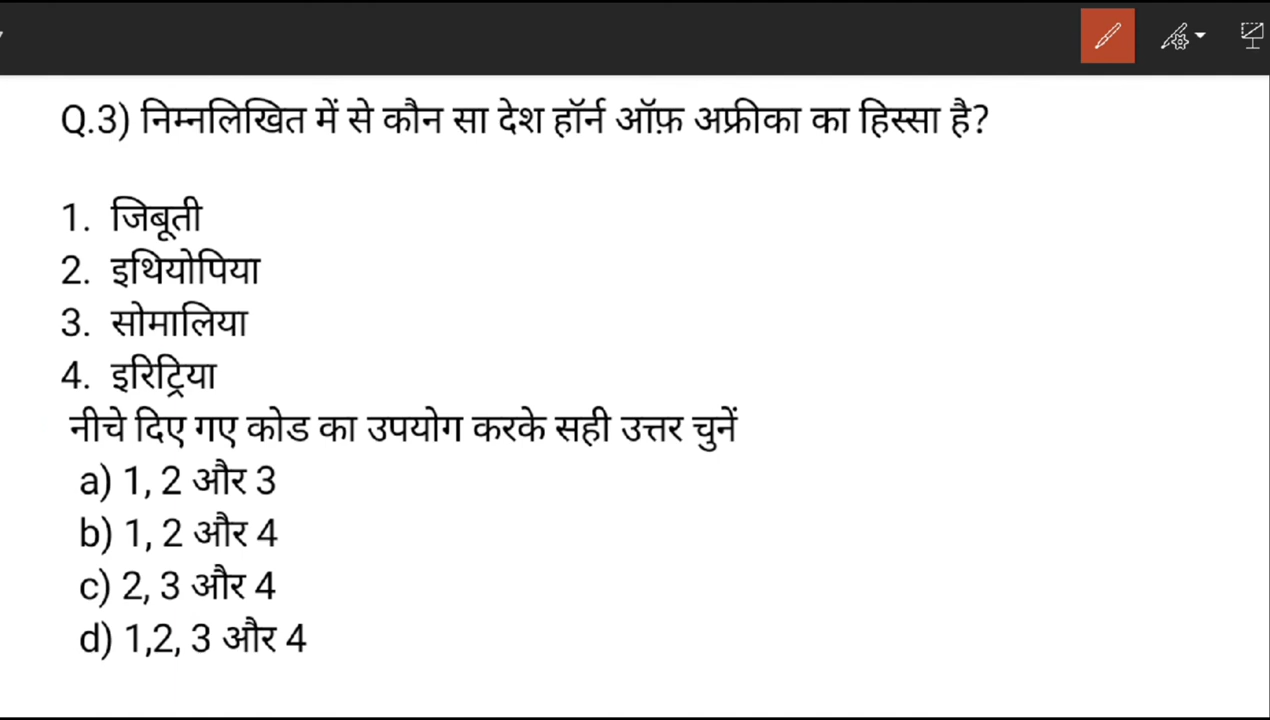 Q.3) निम्नलिखित में से कौन सा देश हॉर्न ऑफ़ अफ्रीका का हिस्सा है?
1. जिबूती
2. इथियोपिया
3. सोमालिया
4. इरिट्रिया
नीचे दिए गए कोड का उपयोग करके सही उत्तर चुनें
a) 1, 2 और 3
b) 1, 2 और 4
c) 2, 3 और 4
d) 1,2, 3 और 4